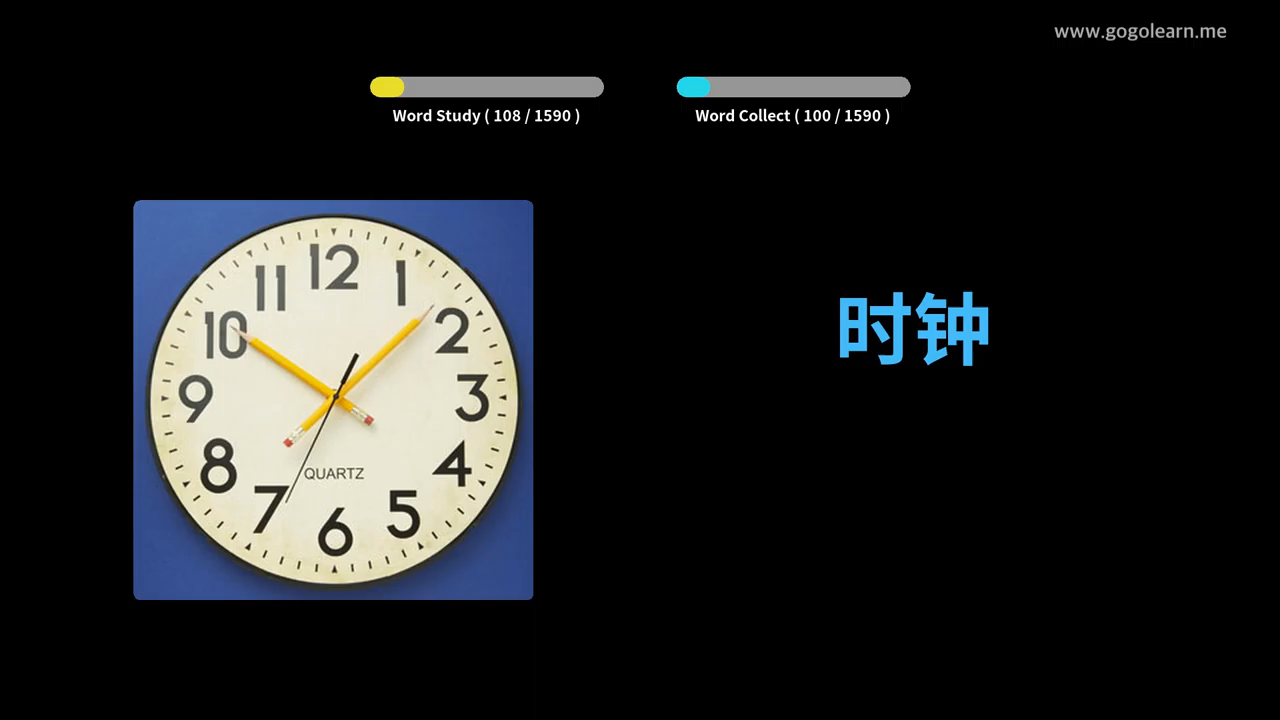 www.gogolearn.me
Word Study ( 108 / 1590 )
Word Collect ( 100 / 1590 )
12
11
1
10
2
9
3
8
4
QUARTZ
7
5
6
时钟